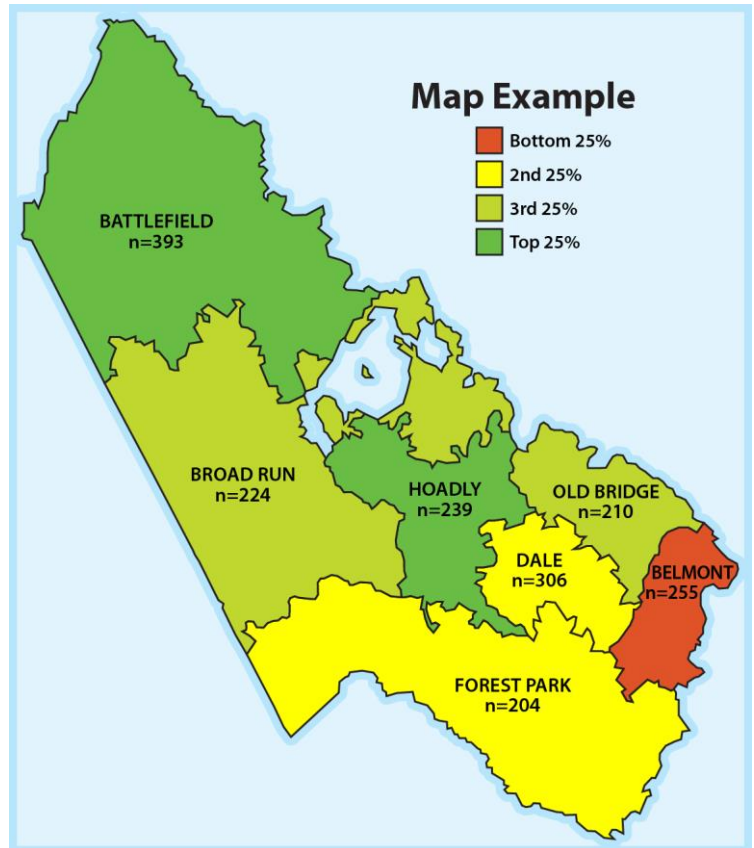 Map Example
Bottom 25%
2nd 25%
3rd 25%
Top 25%
BATTLEFIELD
n=393
BROAD RUN
n=224
HOADLY
n=239
OLD BRIDGE
n=210
DALE
n=306
BELMONT
n=255
FOREST PARK
n=204